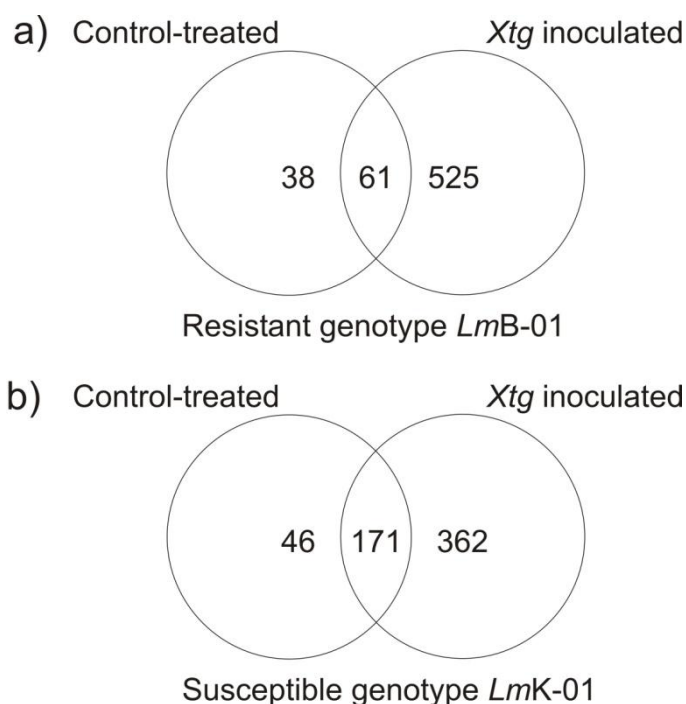 a) Control-treated Xtg inoculated
38 61 525
Resistant genotype LmB-01
b) Control-treated Xtg inoculated
46 171 362
Susceptible genotype LmK-01